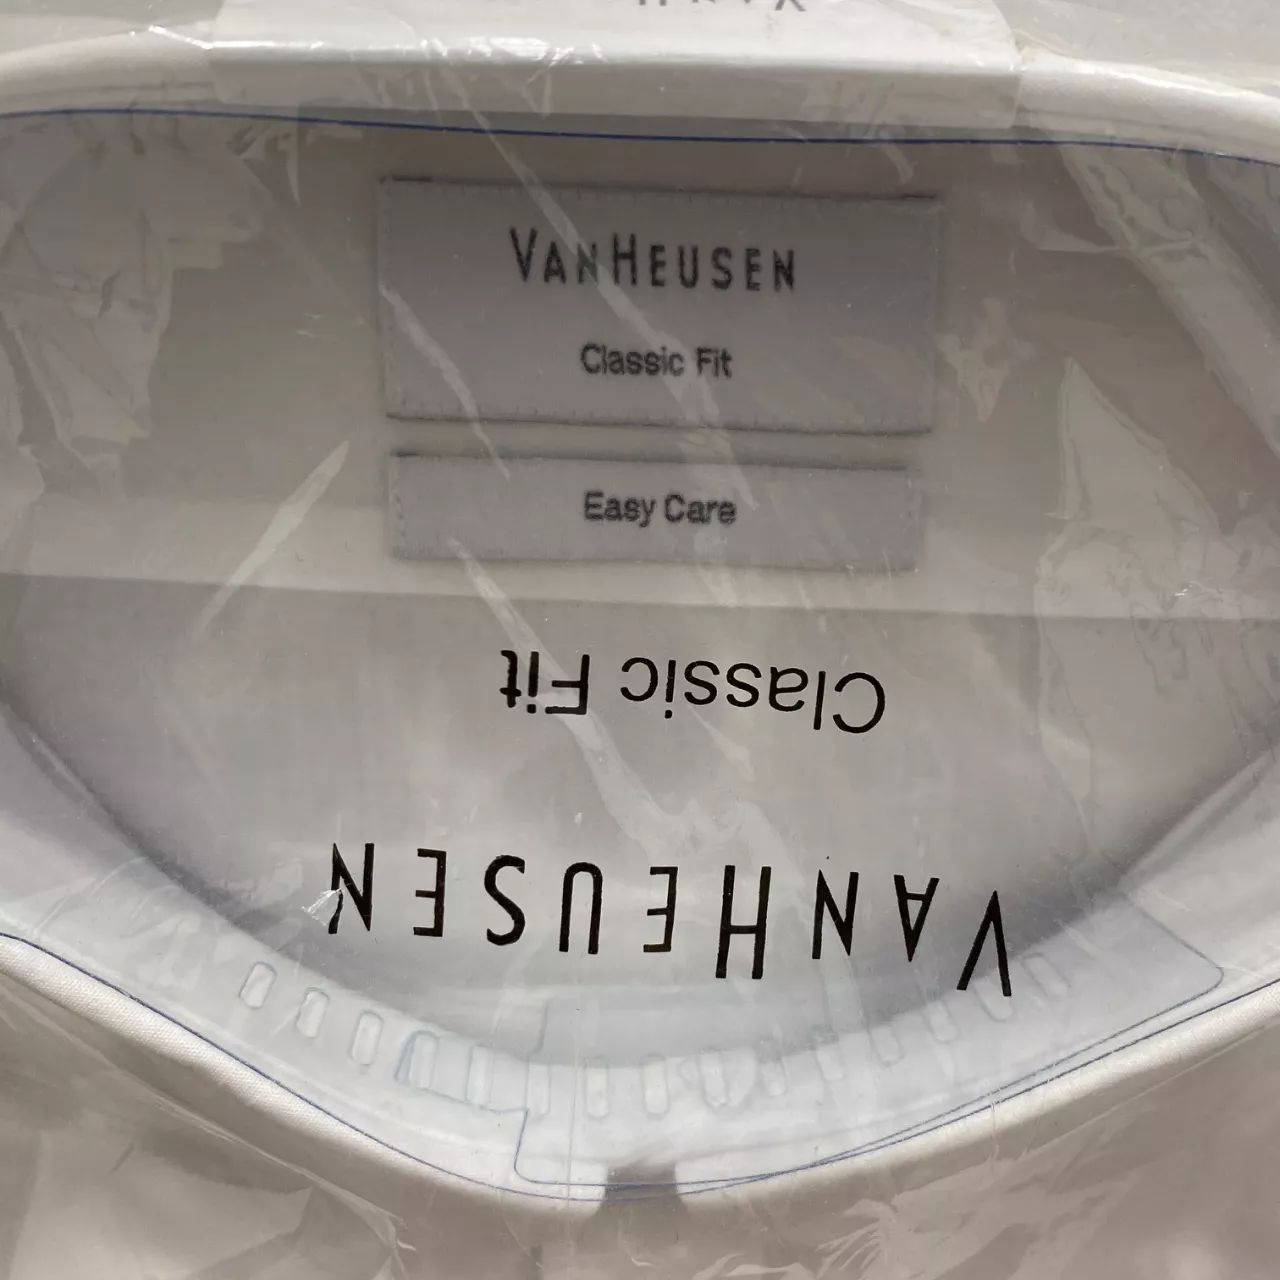 VANHEUSEN
Classic Fit
Easy Care
Classic Fit
VANHEUSEN